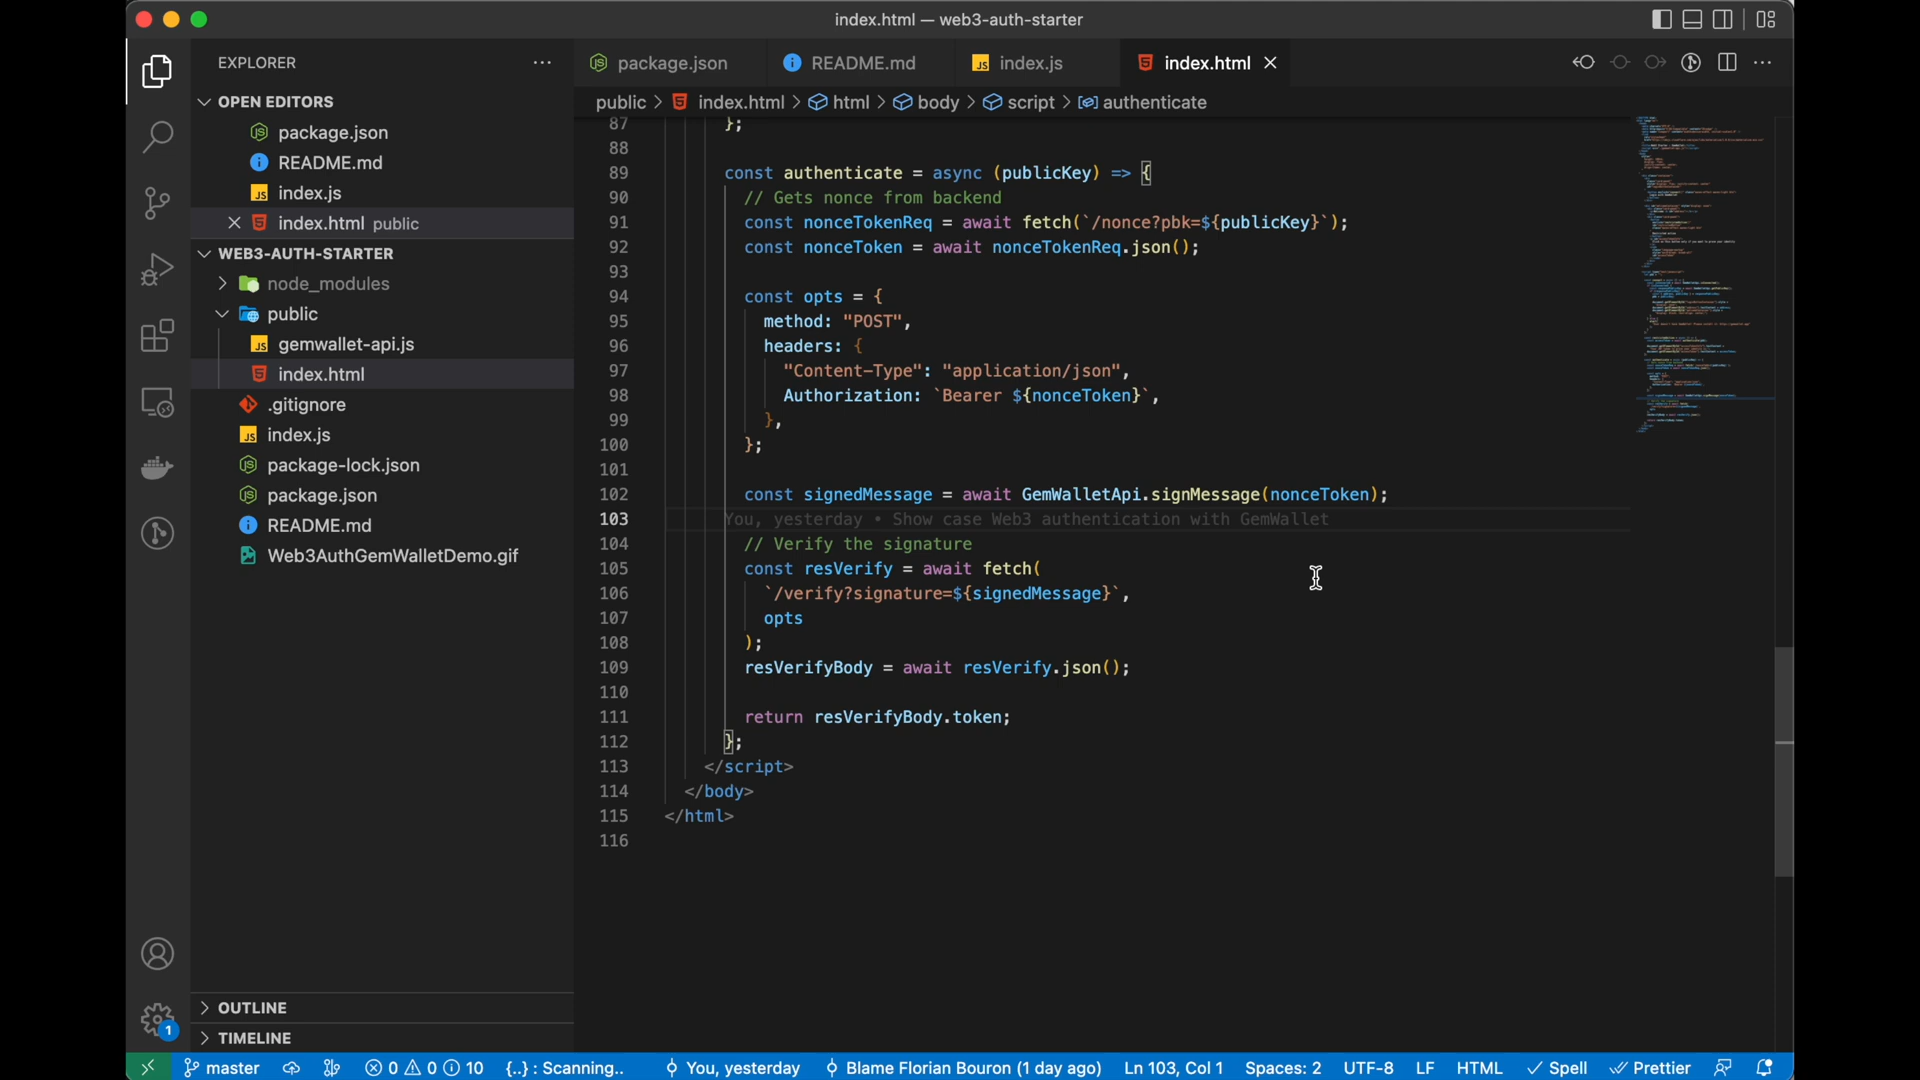 index.html — web3-auth-starter
EXPLORER
OPEN EDITORS
package.json
README.md
index.js
index.html public
WEB3-AUTH-STARTER
node_modules
public
gemwallet-api.js
index.html
.gitignore
index.js
package-lock.json
package.json
README.md
Web3AuthGemWalletDemo.gif
OUTLINE
TIMELINE
package.json README.md index.js index.html
public > index.html > html > body > script > authenticate
87 };
88
89 const authenticate = async (publicKey) => {
90 // Gets nonce from backend
91 const nonceTokenReq = await fetch(`/nonce?pbk=${publicKey}`);
92 const nonceToken = await nonceTokenReq.json();
93
94 const opts = {
95 method: "POST",
96 headers: {
97 "Content-Type": "application/json",
98 Authorization: `Bearer ${nonceToken}`,
99 },
100 };
101
102 const signedMessage = await GemWalletApi.signMessage(nonceToken);
103 You, yesterday • Show case Web3 authentication with GemWallet
104 // Verify the signature
105 const resVerify = await fetch(
106 `/verify?signature=${signedMessage}`,
107 opts
108 );
109 resVerifyBody = await resVerify.json();
110
111 return resVerifyBody.token;
112 };
113 </script>
114 </body>
115 </html>
116
1
master 0 0 10 {..} : Scanning.. You, yesterday Blame Florian Bouron (1 day ago) Ln 103, Col 1 Spaces: 2 UTF-8 LF HTML Spell Prettier